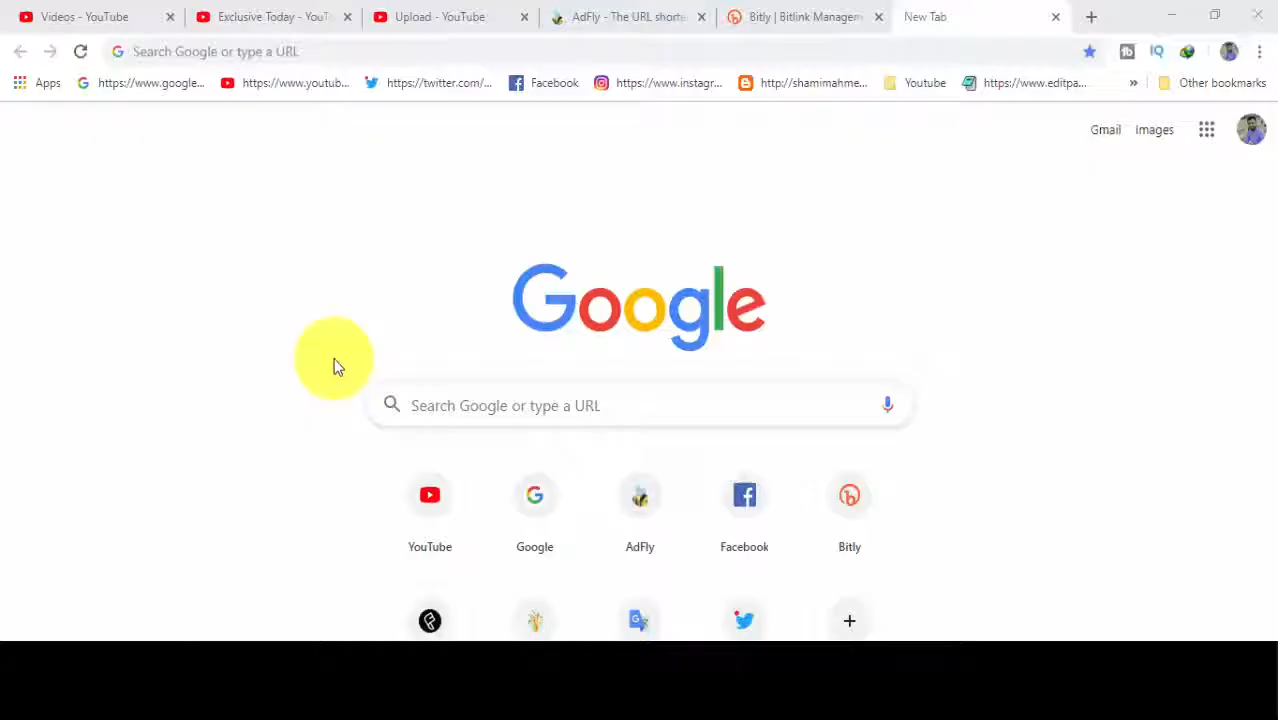 Videos - YouTube
Exclusive Today - YouT
Upload - YouTube
AdFly - The URL shorte
Bitly | Bitlink Managem
New Tab
Search Google or type a URL
Apps
https://www.google...
https://www.youtub...
https://twitter.com/...
Facebook
https://www.instagr...
http://shamimahme...
Youtube
https://www.editpa...
»
Other bookmarks
Gmail
Images
Google
Search Google or type a URL
YouTube
Google
AdFly
Facebook
Bitly